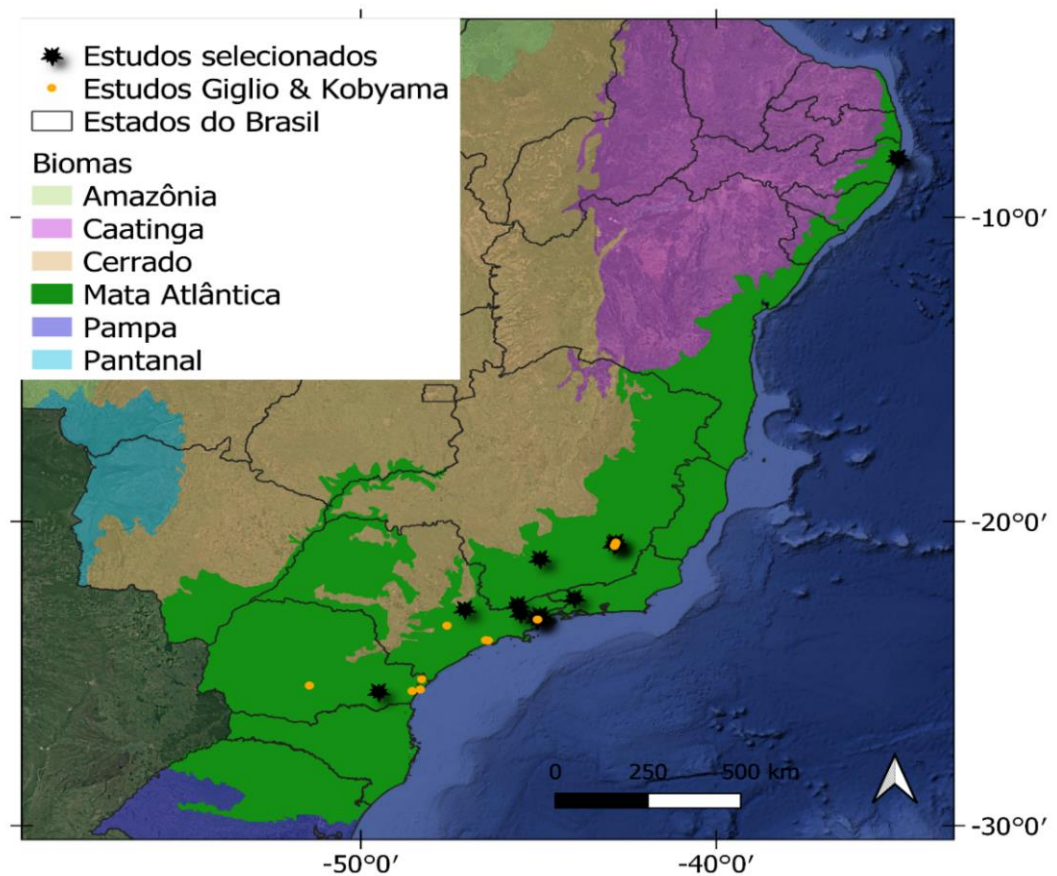 Estudos selecionados
Estudos Giglio & Kobyama
Estados do Brasil
Biomas
Amazônia
Caatinga
Cerrado
Mata Atlântica
Pampa
Pantanal
-10°0′
-20°0′
0 250 500 km
-30°0′
-50°0′ -40°0′